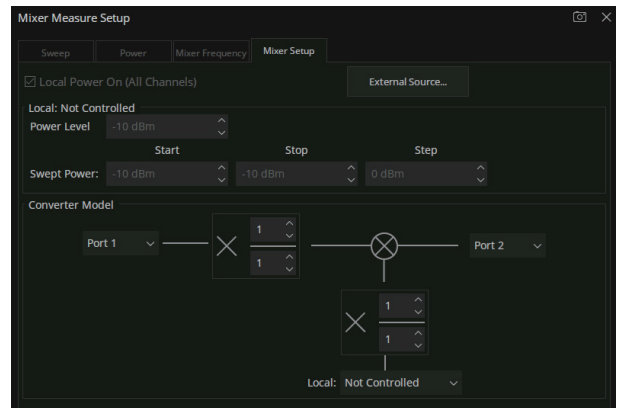 Mixer Measure Setup
Sweep Power Mixer Frequency Mixer Setup
Local Power On (All Channels) External Source...
Local: Not Controlled
Power Level -10 dBm
Start Stop Step
Swept Power: -10 dBm -10 dBm 0 dBm
Converter Model
Port 1 1 Port 2
1
1
1
Local: Not Controlled